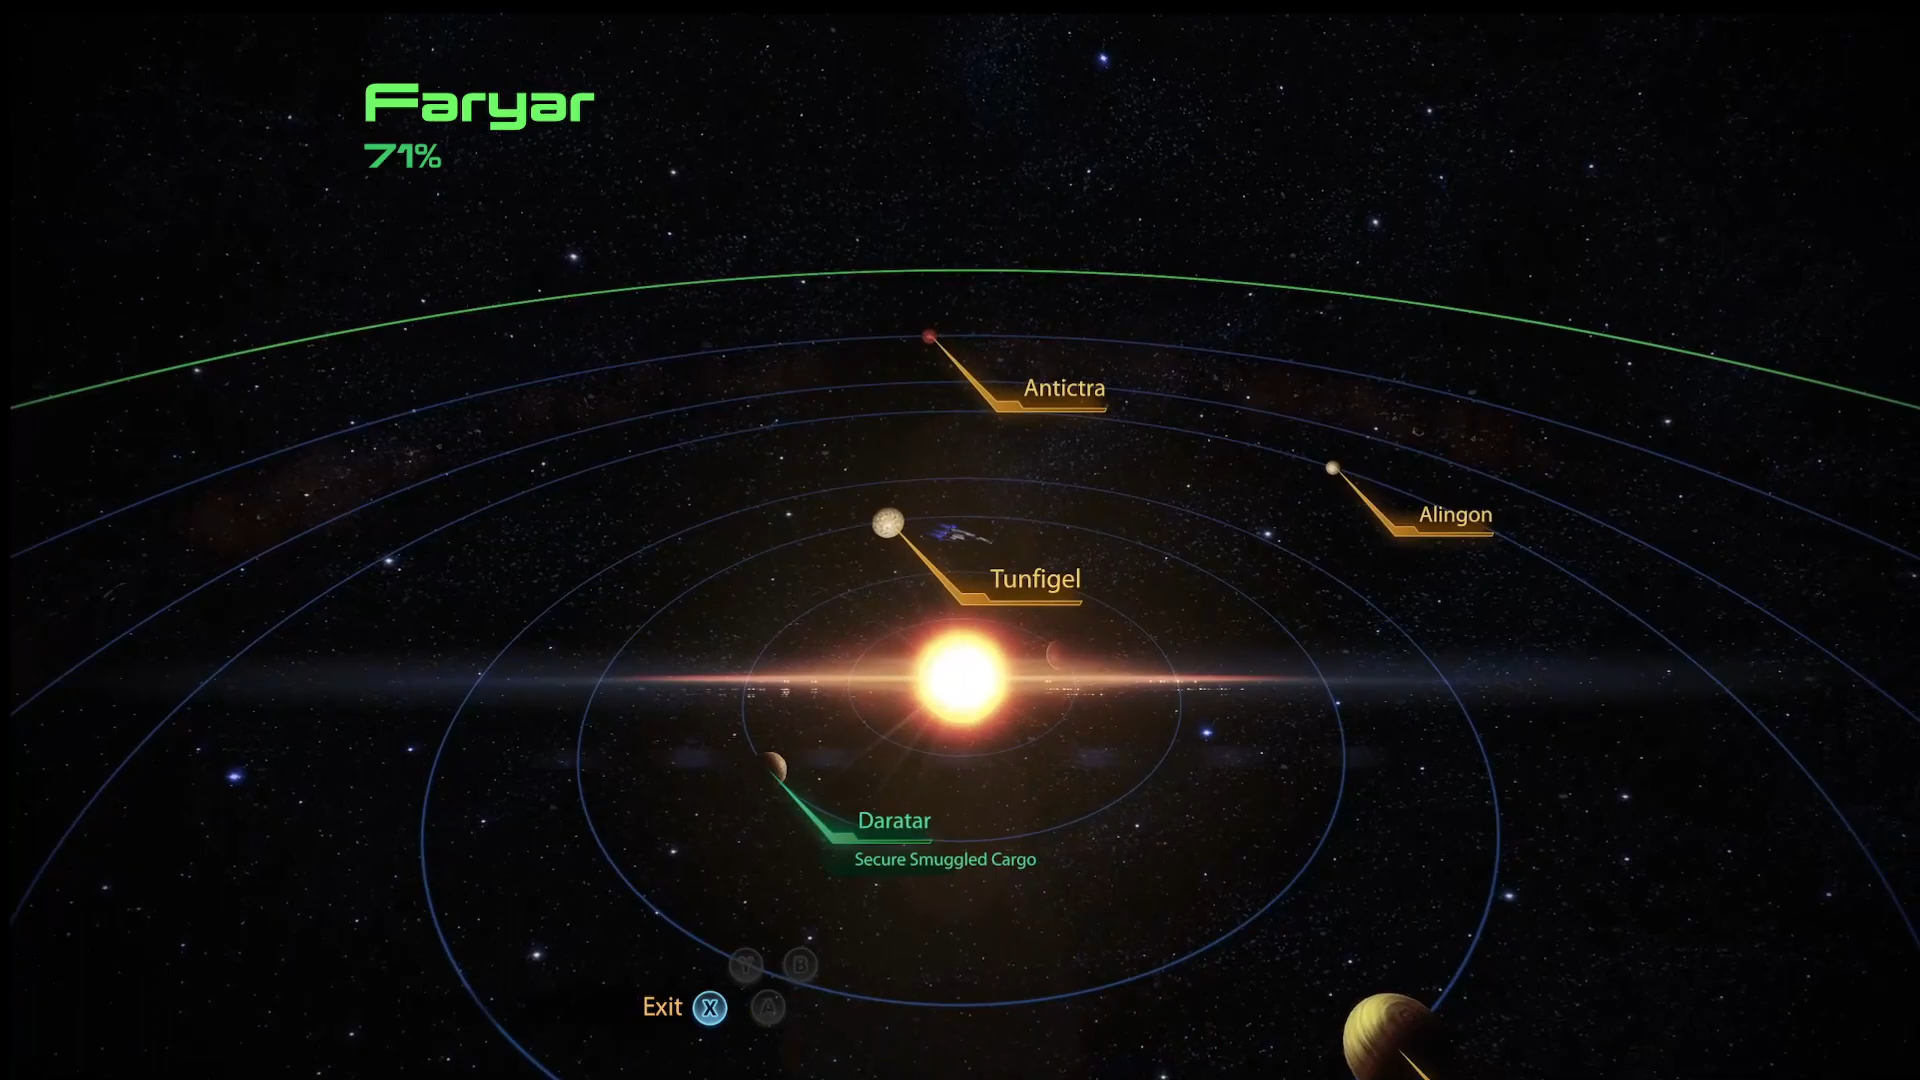 Faryar
71%
Antictra
Alingon
Tunfigel
Daratar
Secure Smuggled Cargo
Y B
Exit X A